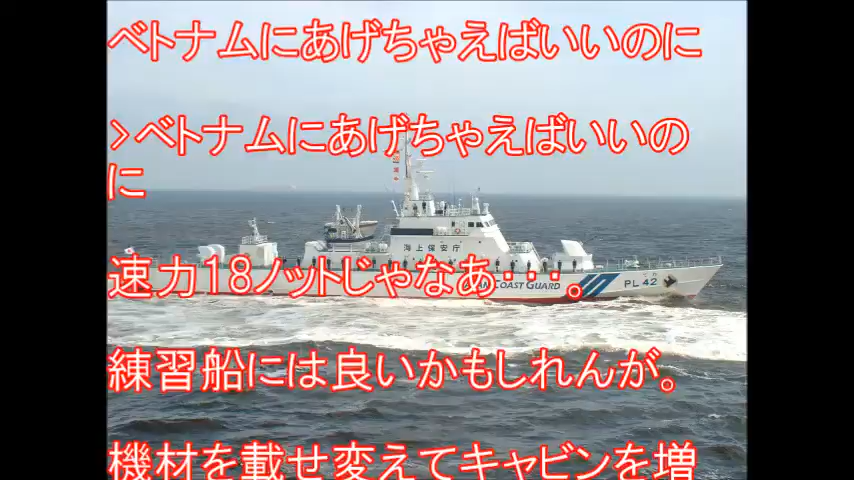 ベトナムにあげちゃえばいいのに
>ベトナムにあげちゃえばいいの
に
海上保安庁
速力18ノットじゃなあ・・・。
COAST GUARD
PL 42
練習船には良いかもしれんが。
機材を載せ変えてキャビンを増